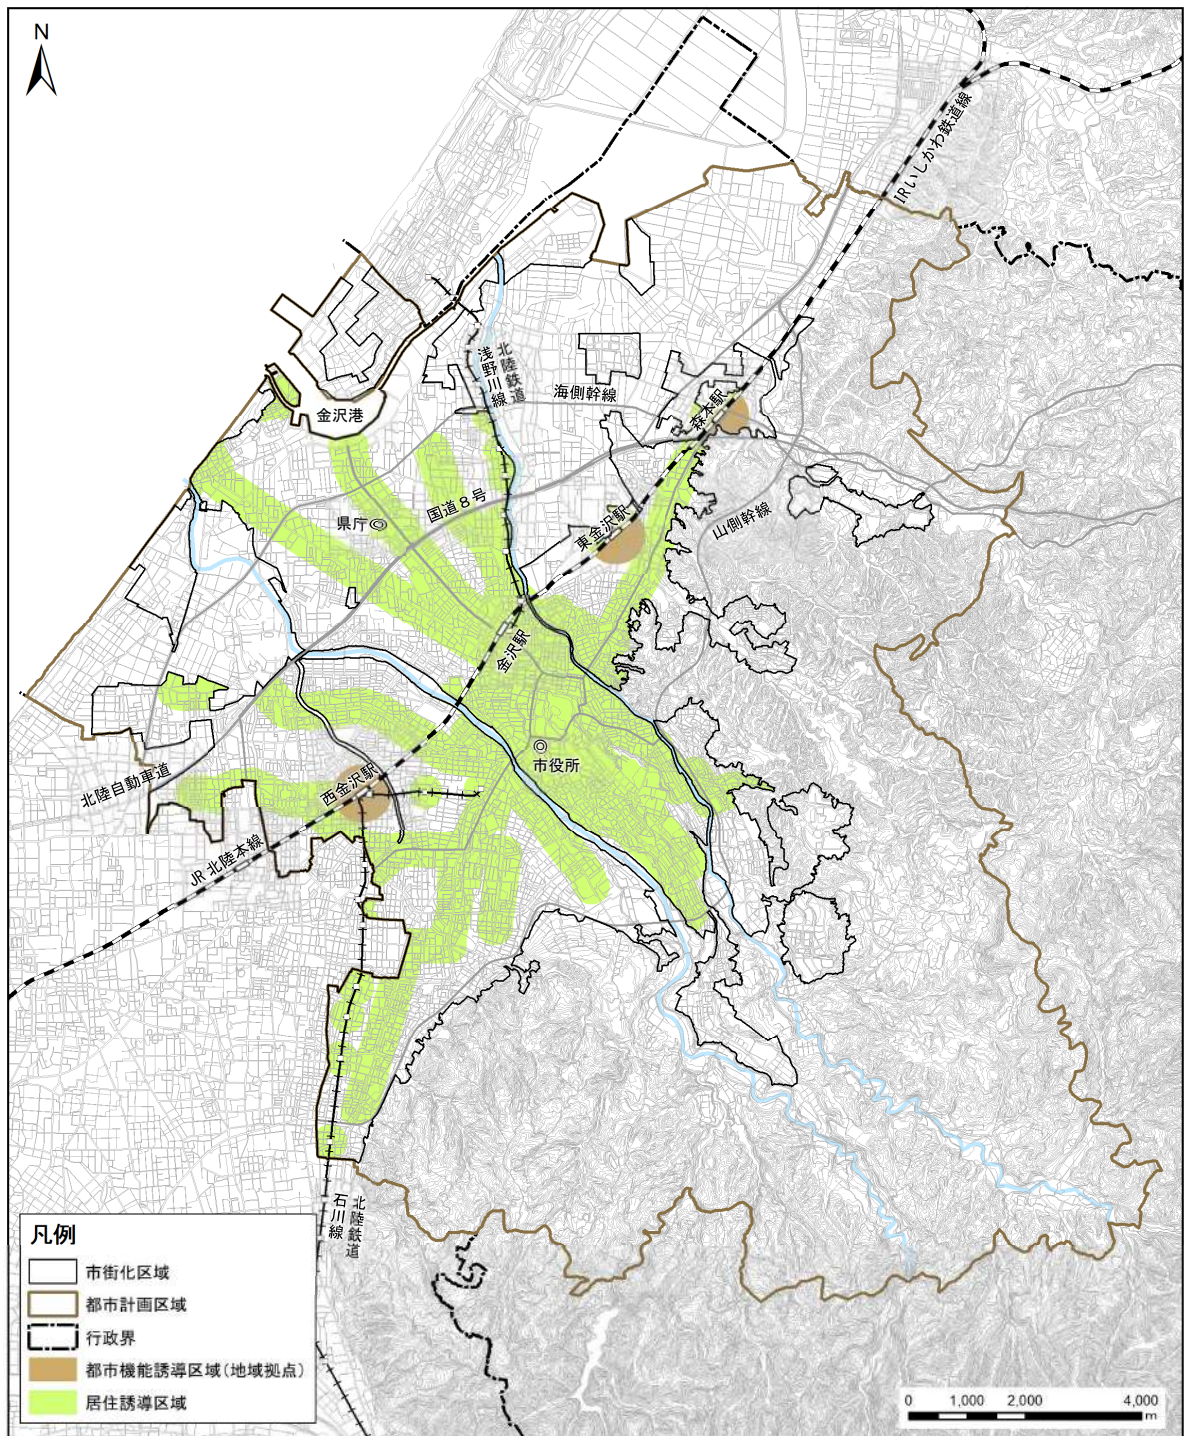 N
IRいしかわ鉄道線
北陸鉄道
浅野川線
海側幹線
森本駅
金沢港
国道8号
県庁
東金沢駅
山側幹線
金沢駅
市役所
西金沢駅
北陸自動車道
JR北陸本線
北陸鉄道
石川線
凡例
市街化区域
都市計画区域
行政界
都市機能誘導区域(地域拠点)
居住誘導区域
0 1,000 2,000 4,000
m